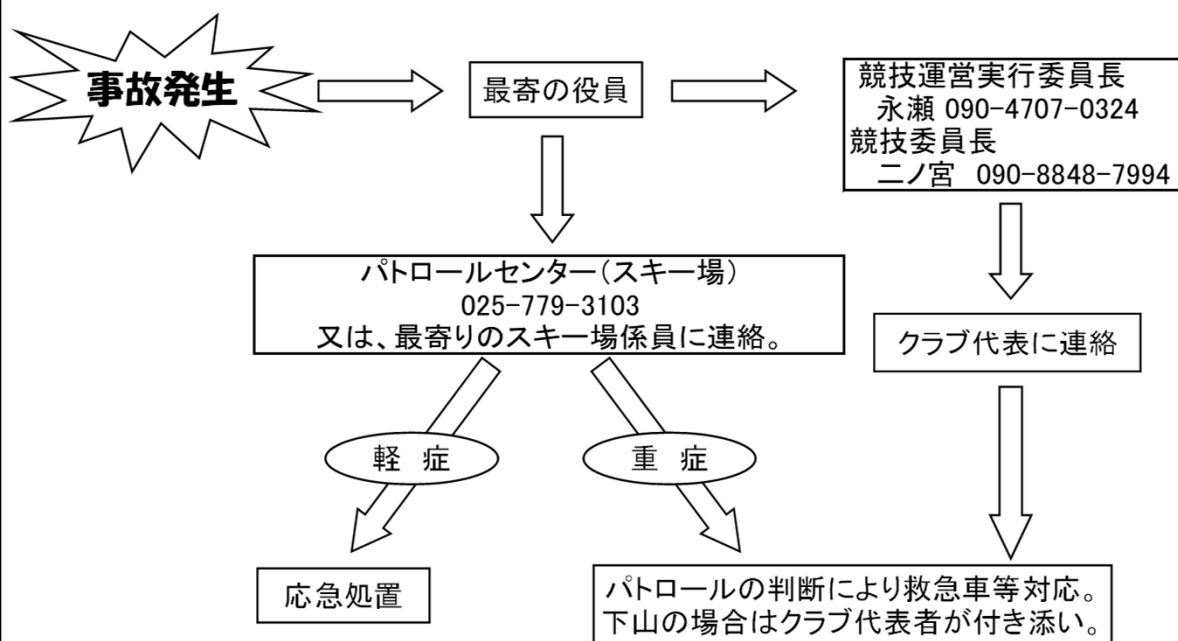 事故発生
最寄の役員
競技運営実行委員長
永瀬 090-4707-0324
競技委員長
二ノ宮 090-8848-7994
パトロールセンター(スキー場)
025-779-3103
又は、最寄りのスキー場係員に連絡。
クラブ代表に連絡
軽 症
重 症
応急処置
パトロールの判断により救急車等対応。
下山の場合はクラブ代表者が付き添い。